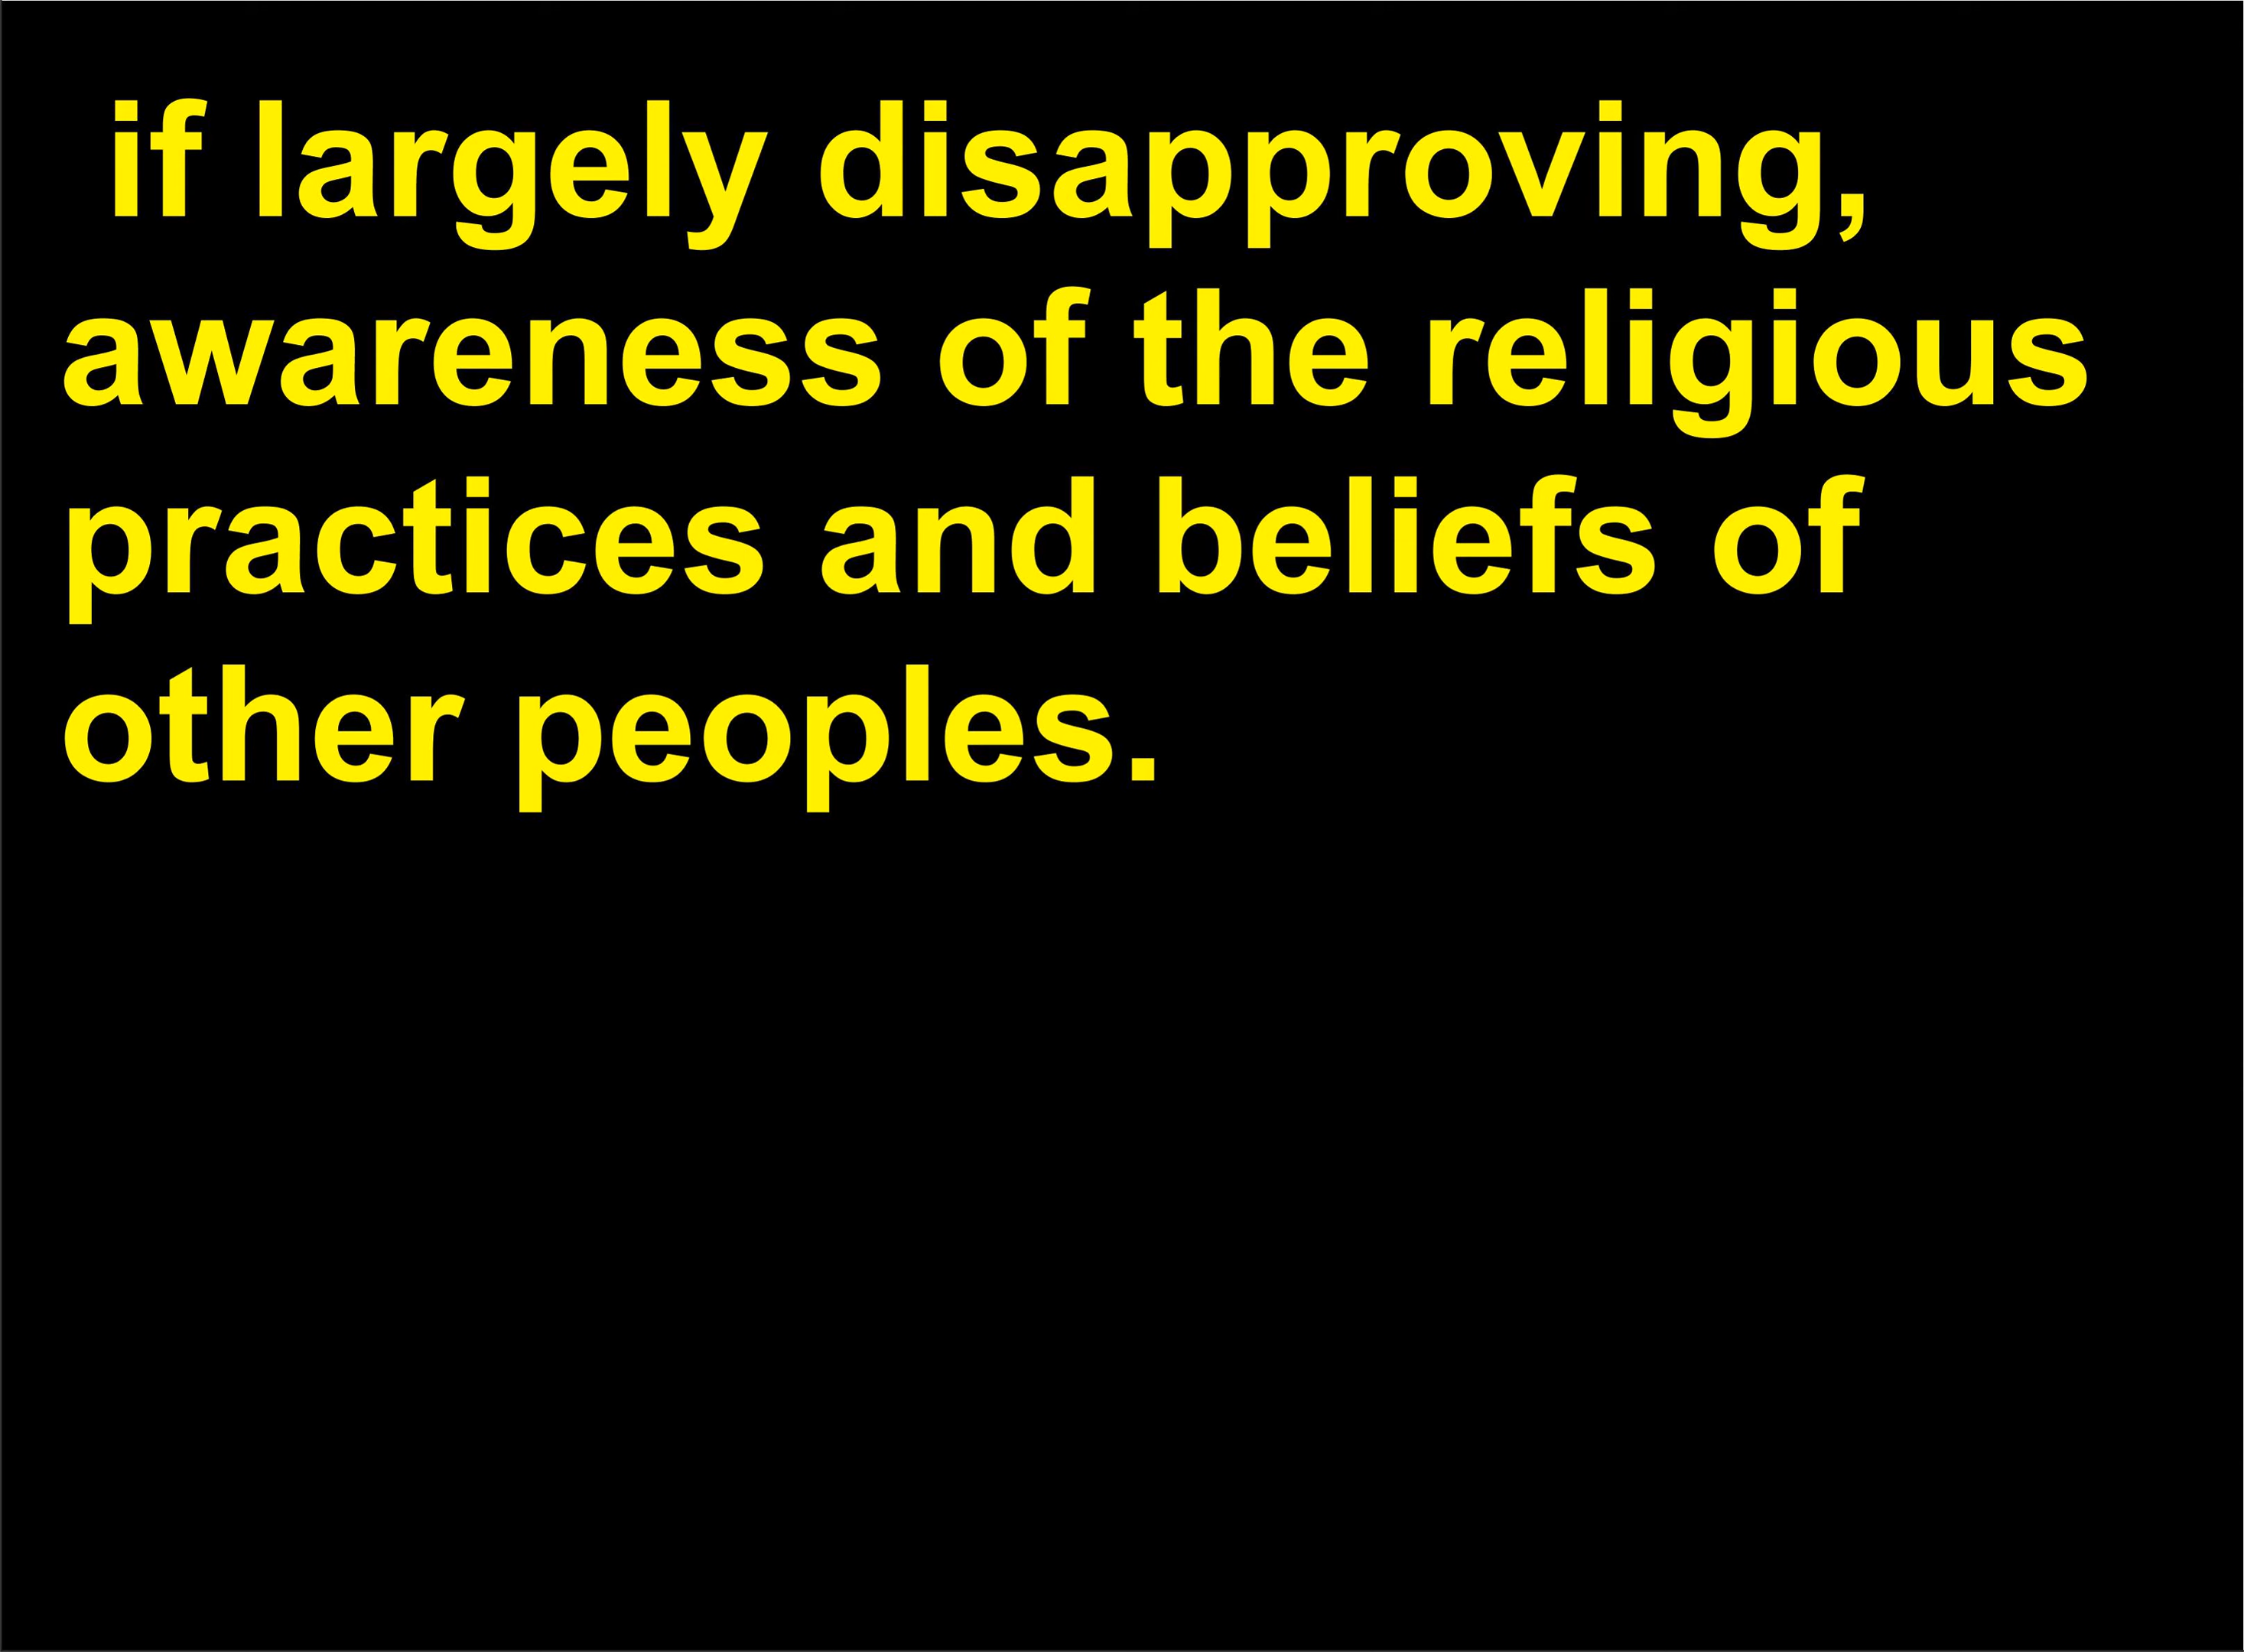 if largely disapproving,
awareness of the religious
practices and beliefs of
other peoples.